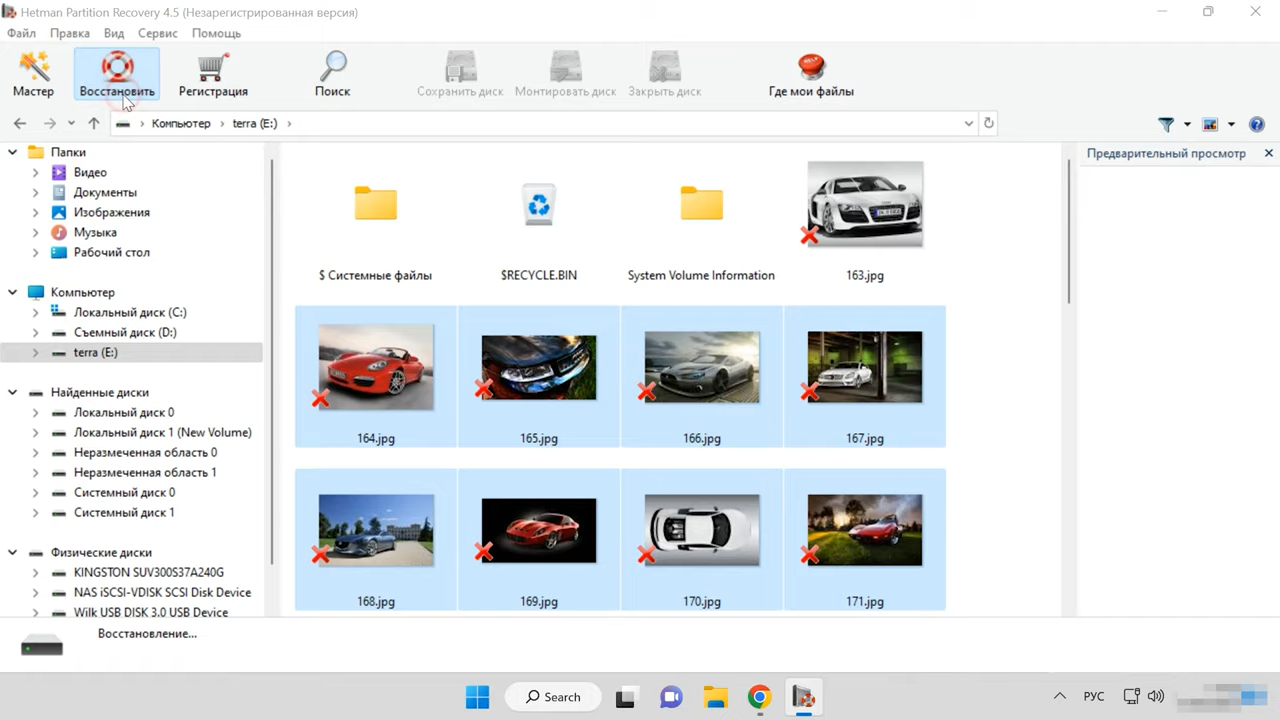 Hetman Partition Recovery 4.5 (Незарегистрированная версия)
Файл Правка Вид Сервис Помощь
Мастер Восстановить Регистрация Поиск Сохранить диск Монтировать диск Закрыть диск Где мои файлы
Компьютер terra (E:)
Предварительный просмотр
Папки
Видео
Документы
Изображения
Музыка
Рабочий стол
Компьютер
Локальный диск (C:)
Съемный диск (D:)
terra (E:)
Найденные диски
Локальный диск 0
Локальный диск 1 (New Volume)
Неразмеченная область 0
Неразмеченная область 1
Системный диск 0
Системный диск 1
Физические диски
KINGSTON SUV300S37A240G
NAS iSCSI-VDISK SCSI Disk Device
Wilk USB DISK 3.0 USB Device
$ Системные файлы $RECYCLE.BIN System Volume Information 163.jpg
164.jpg 165.jpg 166.jpg 167.jpg
168.jpg 169.jpg 170.jpg 171.jpg
Восстановление...
Search
РУС